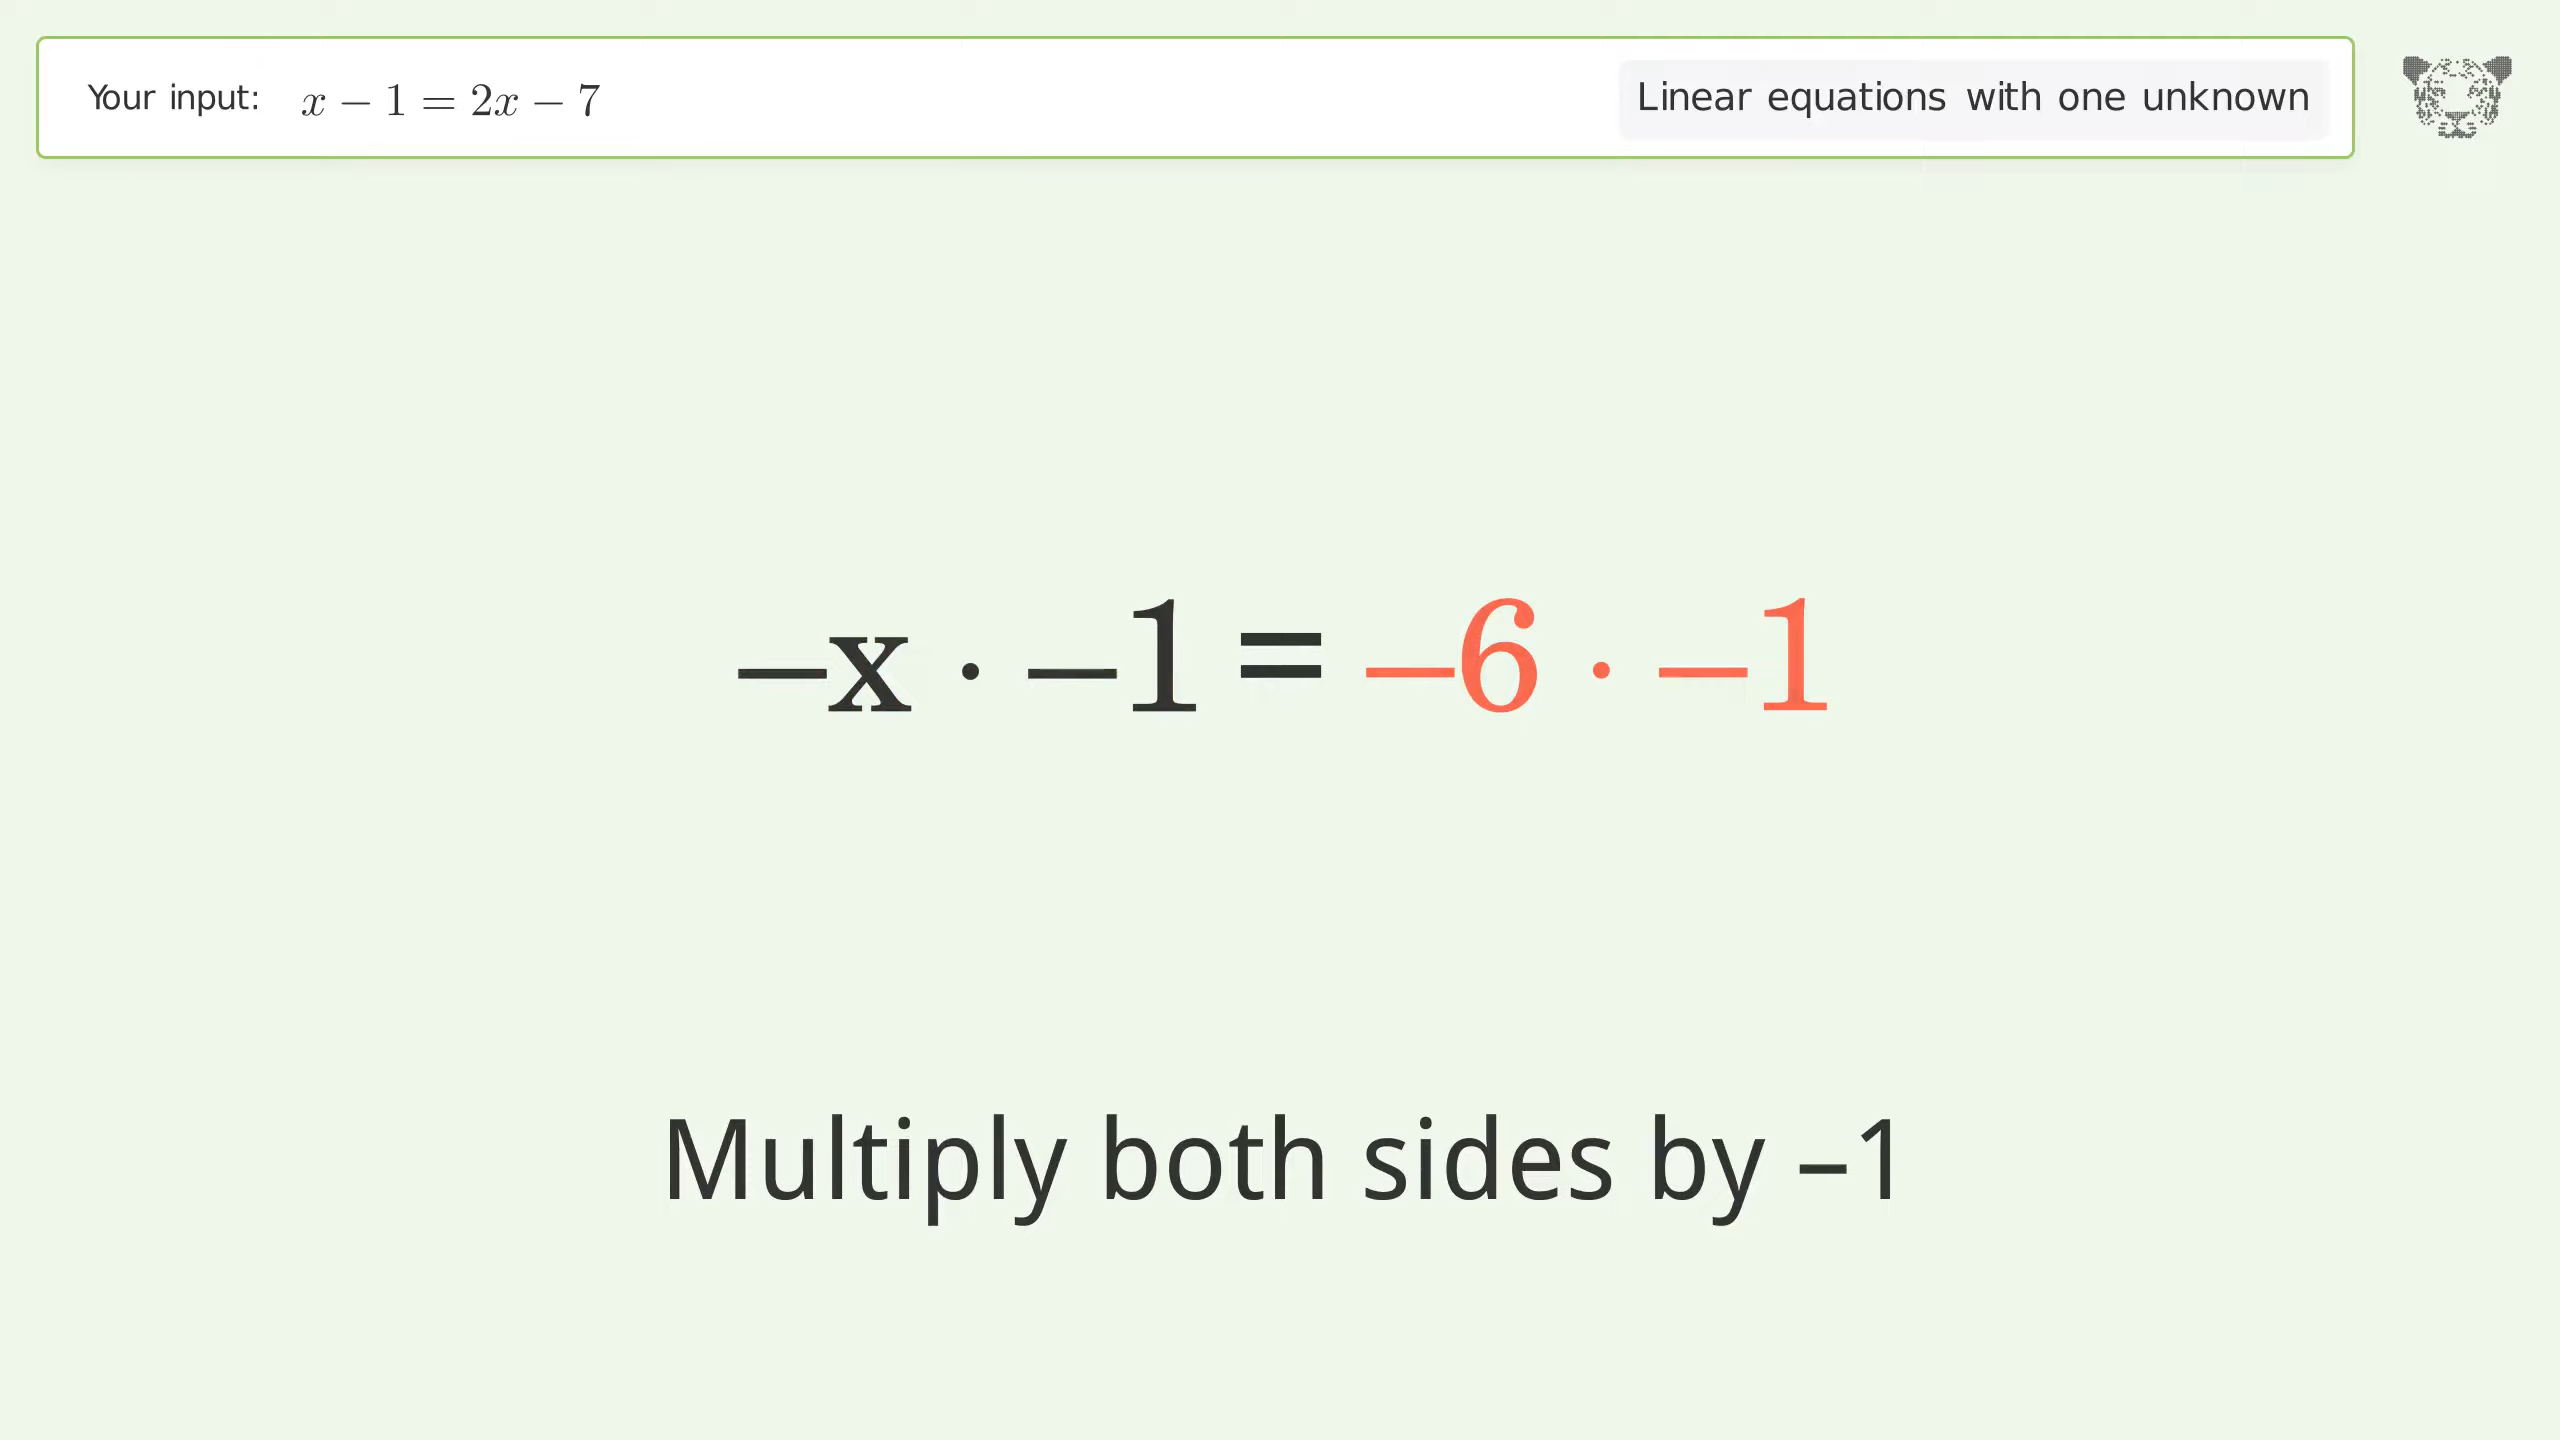 Your input: x − 1 = 2x − 7
Linear equations with one unknown
−x · −1 = −6 · −1
Multiply both sides by –1